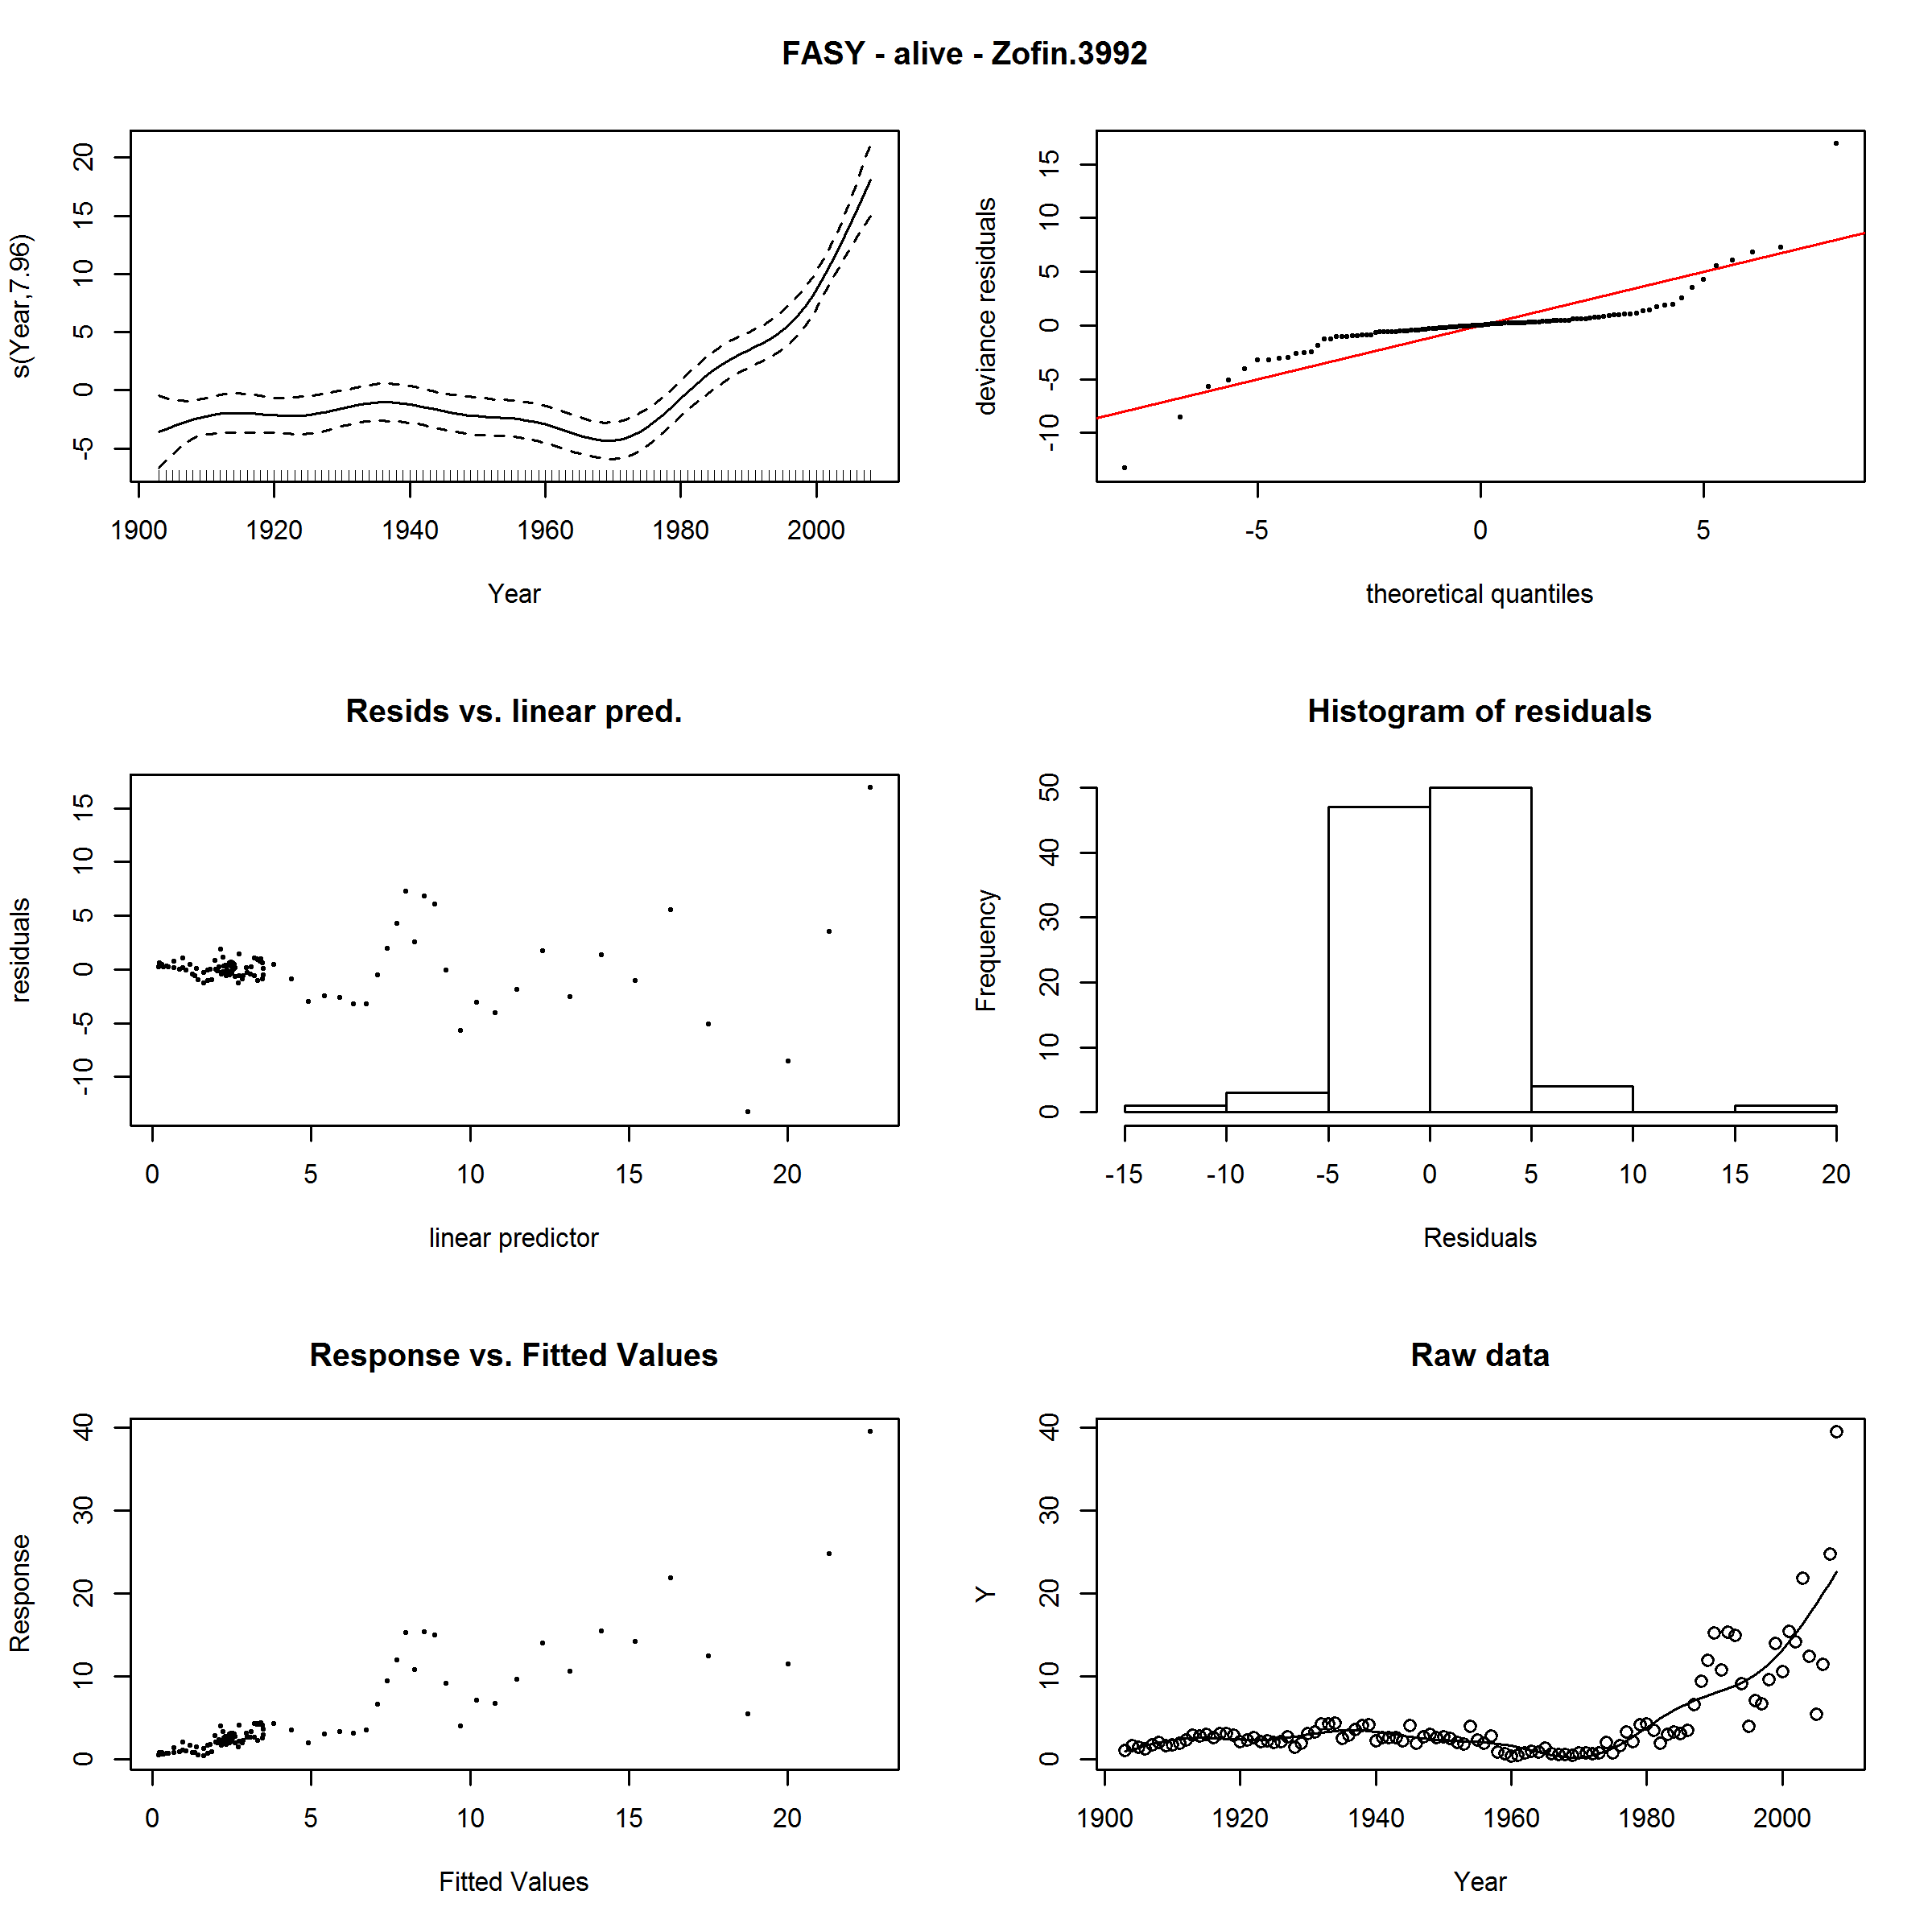 FASY - alive - Zofin.3992
s(Year,7.96)
20
15
10
5
0
-5
1900 1920 1940 1960 1980 2000
Year
deviance residuals
15
10
5
0
-5
-10
-5 0 5
theoretical quantiles
Resids vs. linear pred.
residuals
15
10
5
0
-5
-10
0 5 10 15 20
linear predictor
Histogram of residuals
Frequency
50
40
30
20
10
0
-15 -10 -5 0 5 10 15 20
Residuals
Response vs. Fitted Values
Response
40
30
20
10
0
0 5 10 15 20
Fitted Values
Raw data
Y
40
30
20
10
0
1900 1920 1940 1960 1980 2000
Year